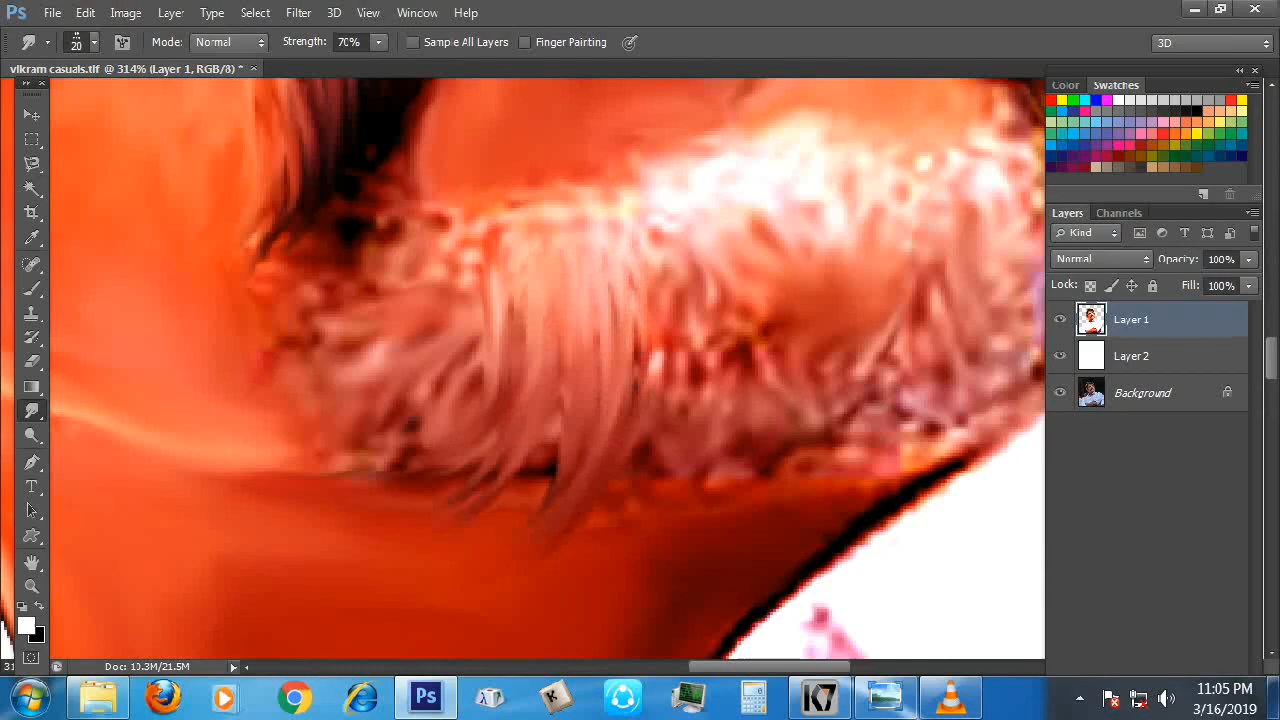 Ps File Edit Image Layer Type Select Filter 3D View Window Help
20 Mode: Normal Strength: 70% Sample All Layers Finger Painting 3D
vikram casuals.tif @ 314% (Layer 1, RGB/8) * ×
Color Swatches
Layers Channels
Kind
Normal Opacity: 100%
Lock: Fill: 100%
Layer 1
Layer 2
Background
Doc: 10.3M/21.5M
Ps K K7
11:05 PM
3/16/2019